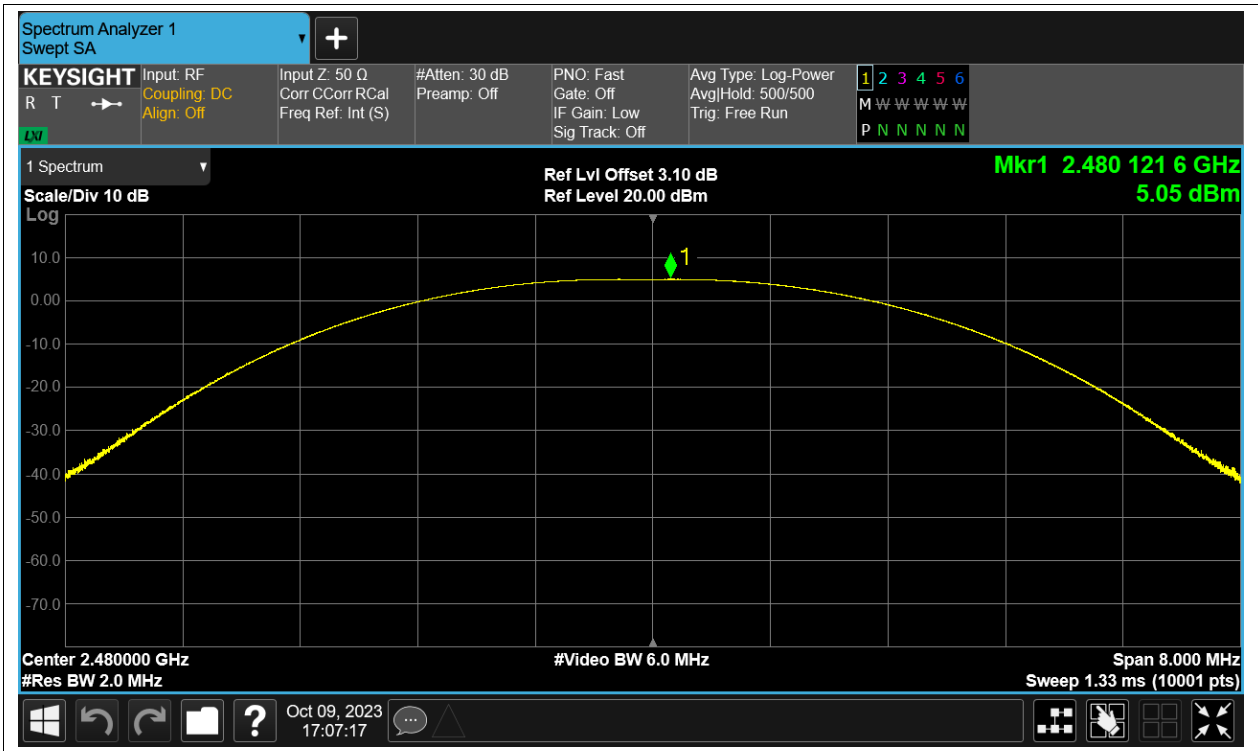 Spectrum Analyzer 1
Swept SA
KEYSIGHT
R T
LXI
Input: RF
Coupling: DC
Align: Off
Input Z: 50 Ω
Corr CCorr RCal
Freq Ref: Int (S)
#Atten: 30 dB
Preamp: Off
PNO: Fast
Gate: Off
IF Gain: Low
Sig Track: Off
Avg Type: Log-Power
Avg|Hold: 500/500
Trig: Free Run
1 2 3 4 5 6
M W W W W W
P N N N N N
1 Spectrum
Scale/Div 10 dB
Ref Lvl Offset 3.10 dB
Ref Level 20.00 dBm
Mkr1 2.480 121 6 GHz
5.05 dBm
Log
10.0
0.00
-10.0
-20.0
-30.0
-40.0
-50.0
-60.0
-70.0
1
Center 2.480000 GHz
#Res BW 2.0 MHz
#Video BW 6.0 MHz
Span 8.000 MHz
Sweep 1.33 ms (10001 pts)
?
Oct 09, 2023
17:07:17